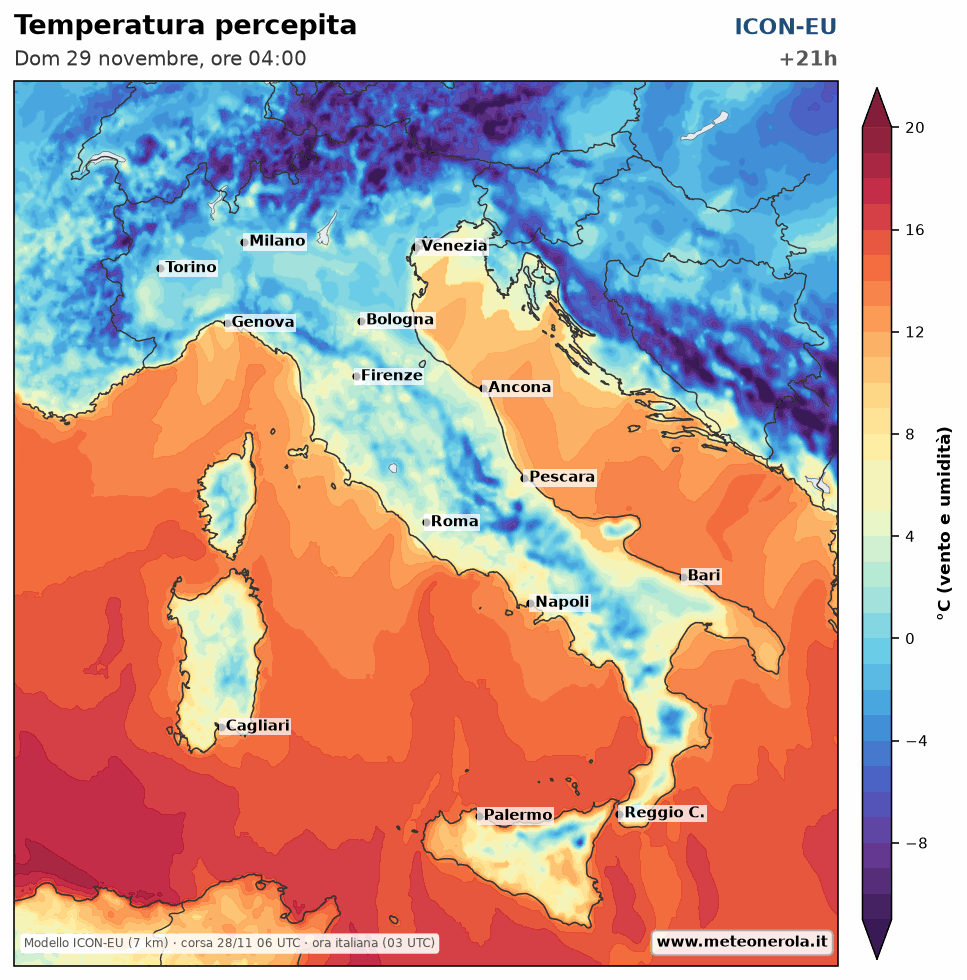 Temperatura percepita
ICON-EU
Dom 29 novembre, ore 04:00
+21h
Milano
Venezia
Torino
Genova
Bologna
Firenze
Ancona
Pescara
Roma
Bari
Napoli
Cagliari
Palermo
Reggio C.
20
16
12
8
4
0
−4
−8
°C (vento e umidità)
Modello ICON-EU (7 km) · corsa 28/11 06 UTC · ora italiana (03 UTC)
www.meteonerola.it